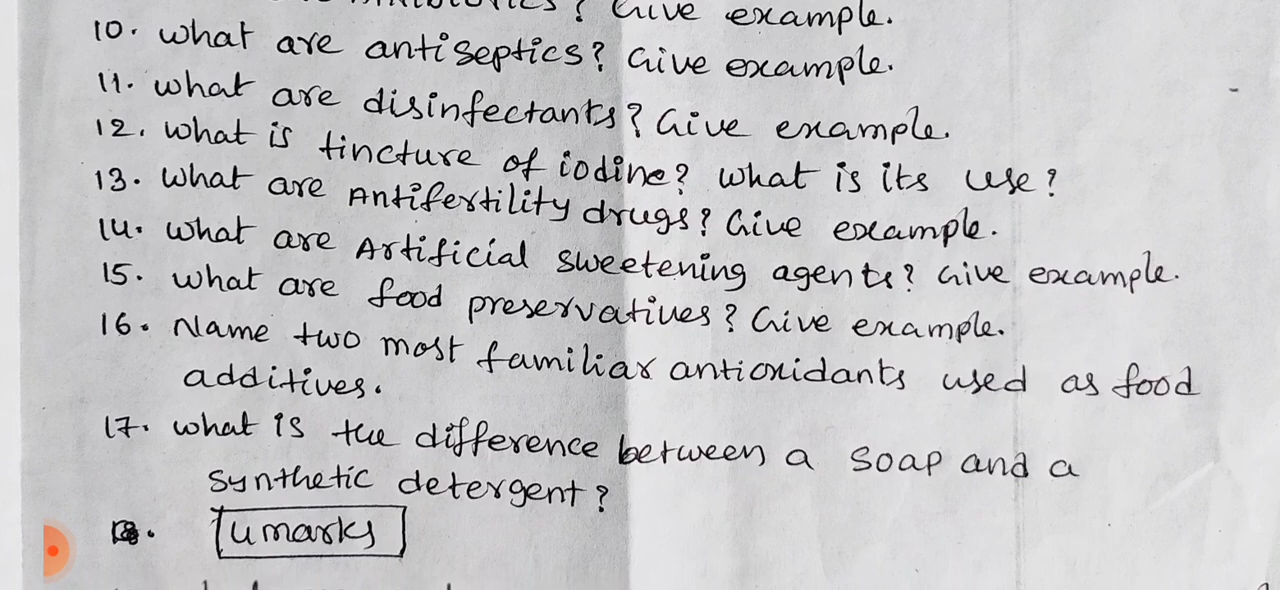 ? Give example.
10. what are antiseptics? Give example.
11. what are disinfectants? Give example.
12. what is tincture of iodine? what is its use?
13. what are Antifertility drugs? Give example.
14. what are Artificial sweetening agents? Give example.
15. what are food preservatives? Give example.
16. Name two most familiar antioxidants used as food
additives.
17. what is the difference between a soap and a
synthetic detergent?
18. 4 marks